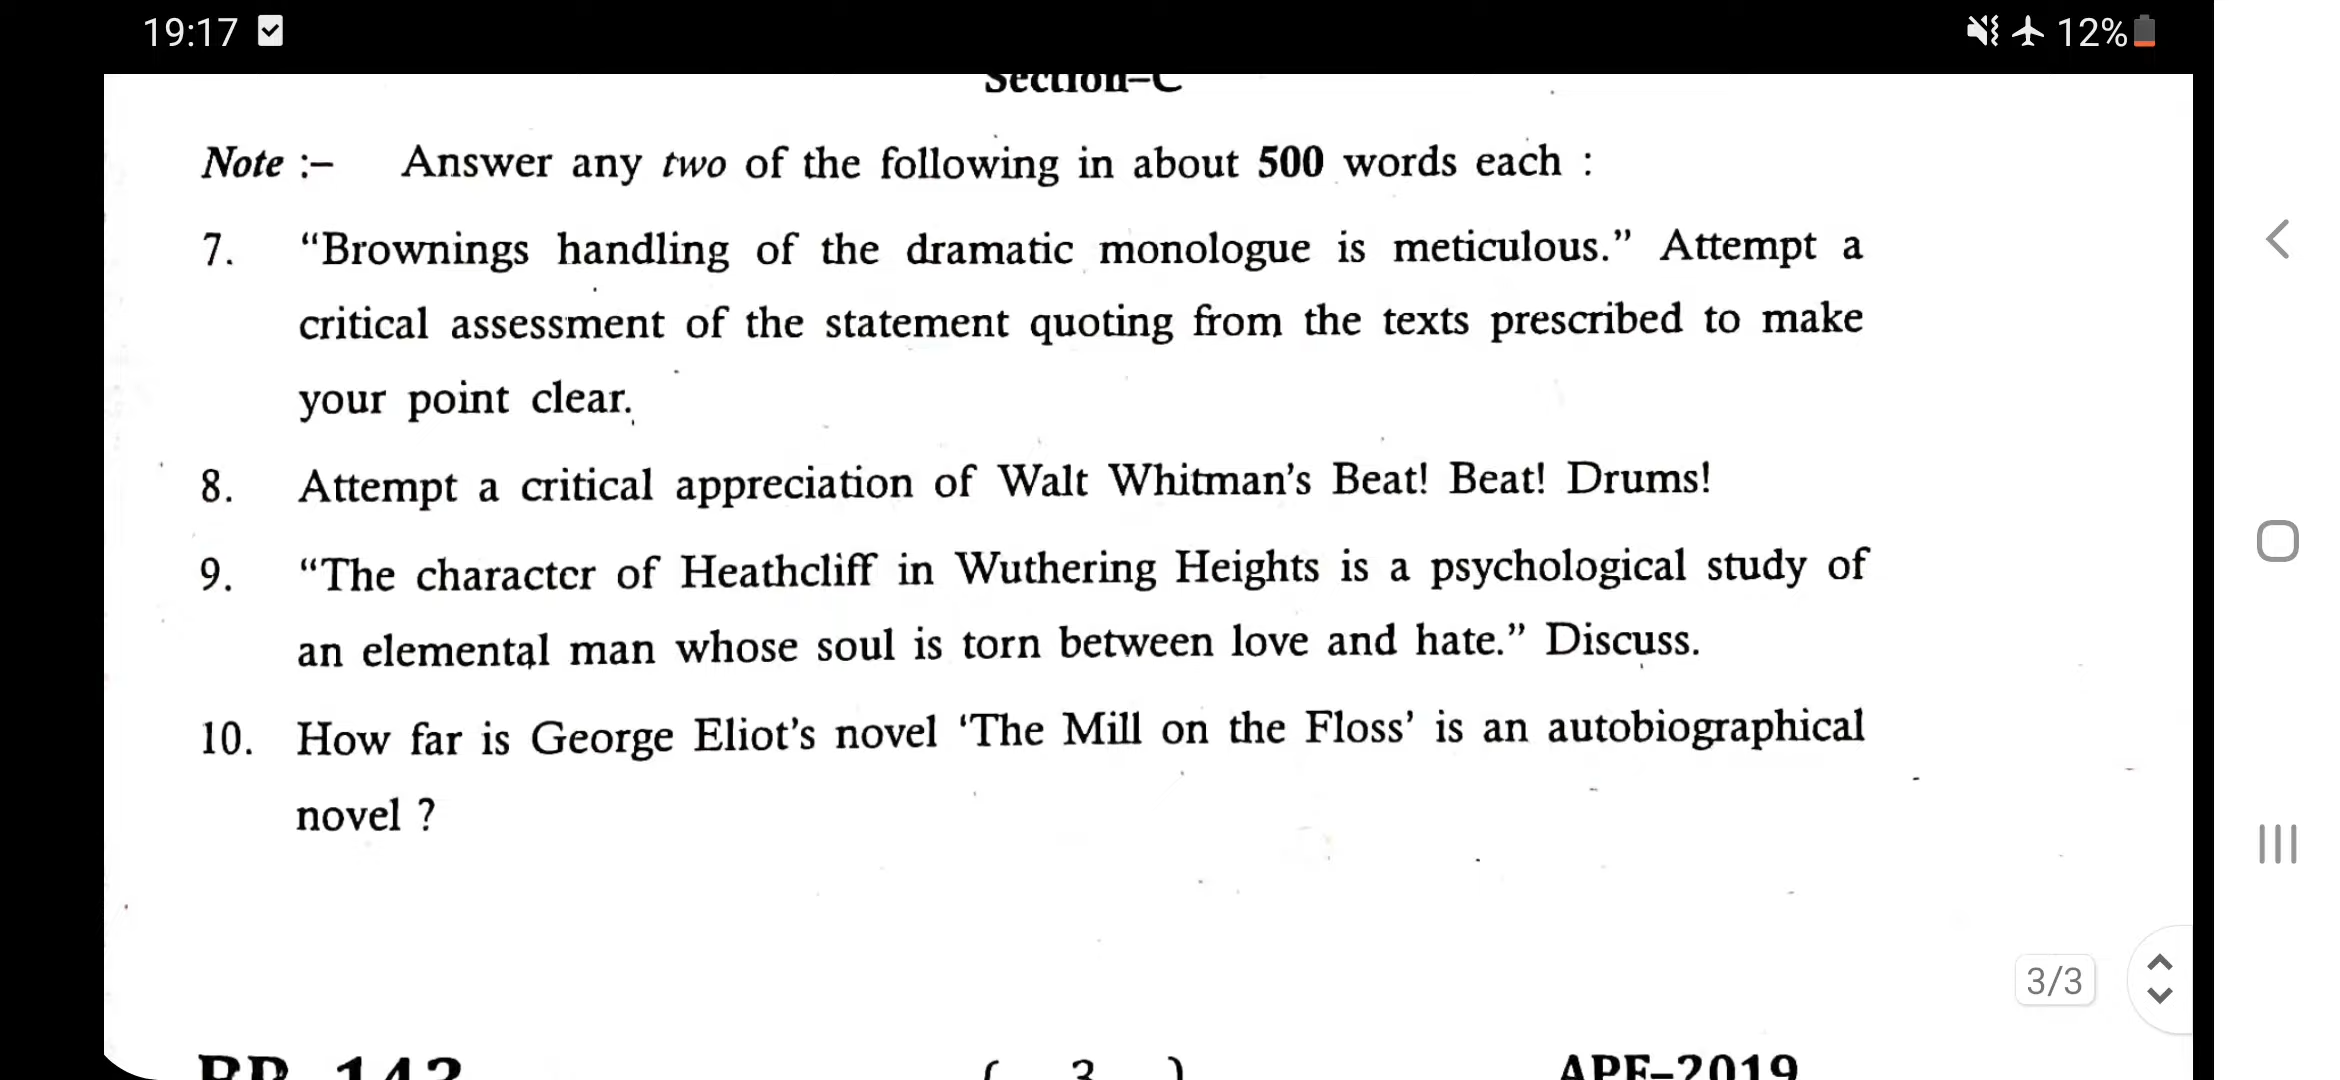 19:17 12%
Section–C
Note :– Answer any two of the following in about 500 words each :
7. “Brownings handling of the dramatic monologue is meticulous.” Attempt a
critical assessment of the statement quoting from the texts prescribed to make
your point clear.
8. Attempt a critical appreciation of Walt Whitman’s Beat! Beat! Drums!
9. “The character of Heathcliff in Wuthering Heights is a psychological study of
an elemental man whose soul is torn between love and hate.” Discuss.
10. How far is George Eliot’s novel ‘The Mill on the Floss’ is an autobiographical
novel ?
3/3
( 3 ) APF–2019